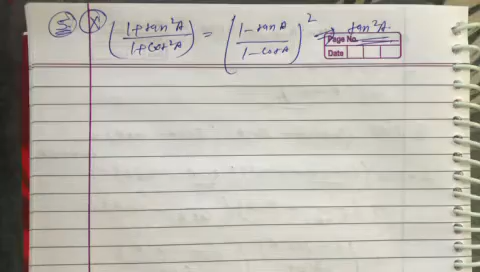 (5) (x) (1+tan²A / 1+cot²A) = (1-tanA / 1-cotA)² → tan²A.
Page No.
Date